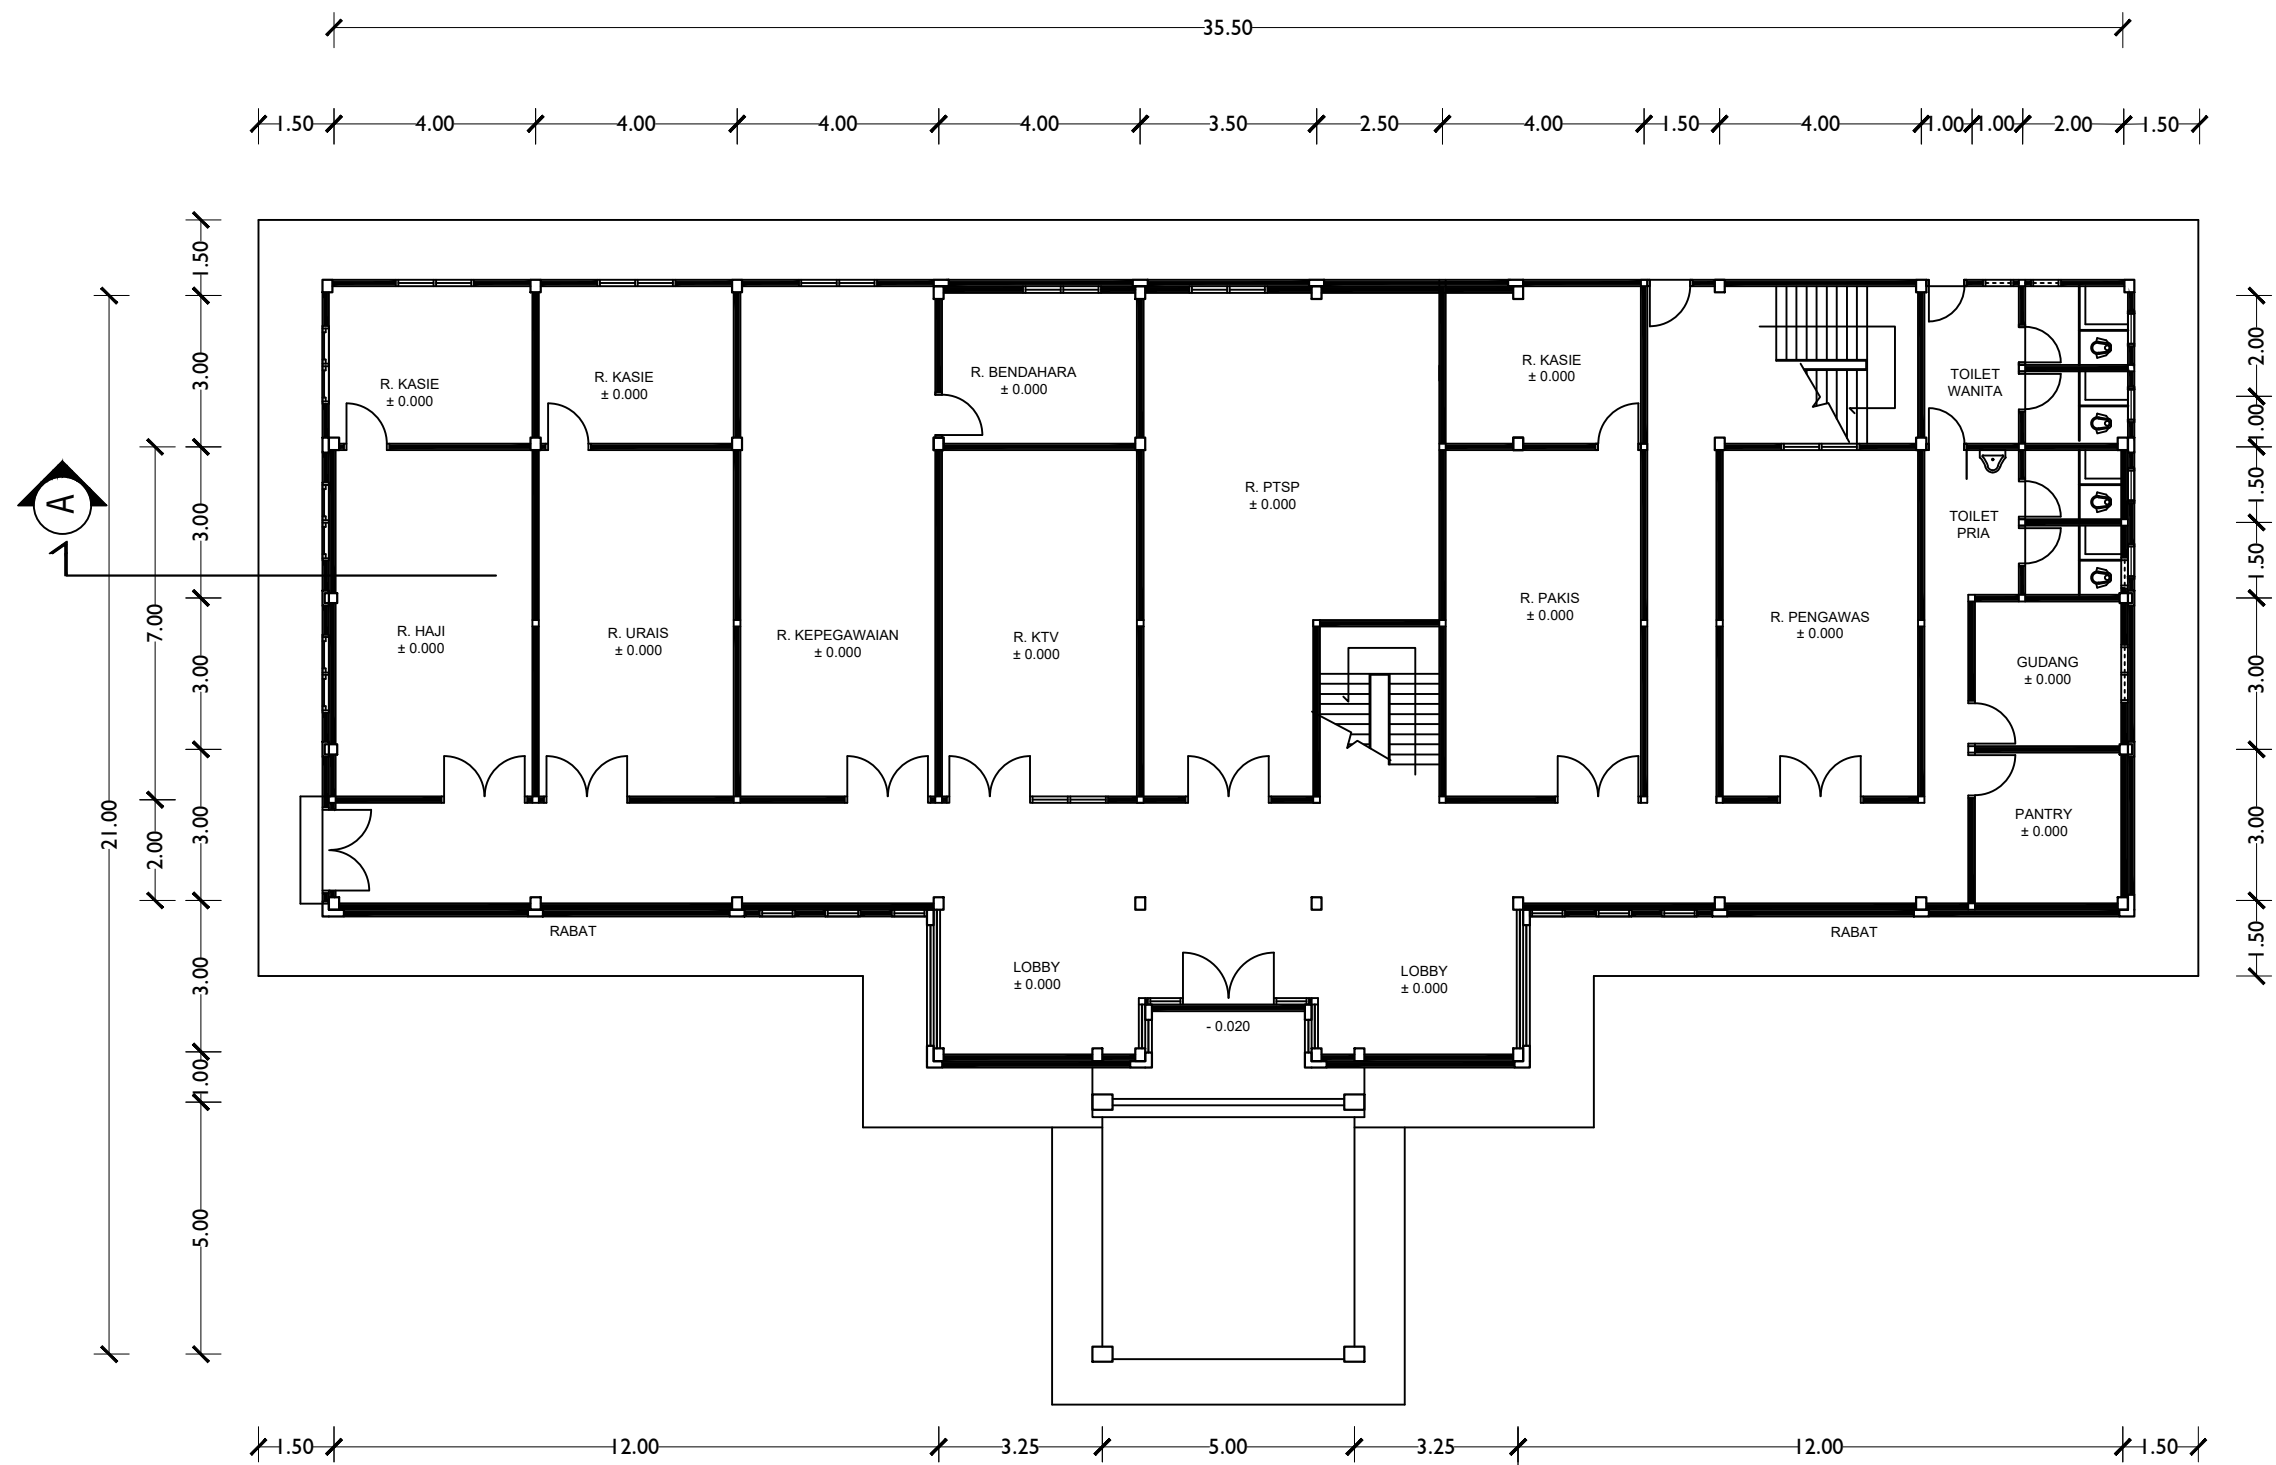 35.50
1.50 4.00 4.00 4.00 4.00 3.50 2.50 4.00 1.50 4.00 1.00 1.00 2.00 1.50
1.50
3.00
3.00
3.00
3.00
3.00
1.00
5.00
7.00
2.00
21.00
A
R. KASIE
± 0.000
R. KASIE
± 0.000
R. BENDAHARA
± 0.000
R. KASIE
± 0.000
TOILET
WANITA
R. PTSP
± 0.000
TOILET
PRIA
R. HAJI
± 0.000
R. URAIS
± 0.000
R. KEPEGAWAIAN
± 0.000
R. KTV
± 0.000
R. PAKIS
± 0.000
R. PENGAWAS
± 0.000
GUDANG
± 0.000
PANTRY
± 0.000
RABAT
RABAT
LOBBY
± 0.000
LOBBY
± 0.000
- 0.020
2.00
1.00
1.50
1.50
3.00
3.00
1.50
1.50 12.00 3.25 5.00 3.25 12.00 1.50